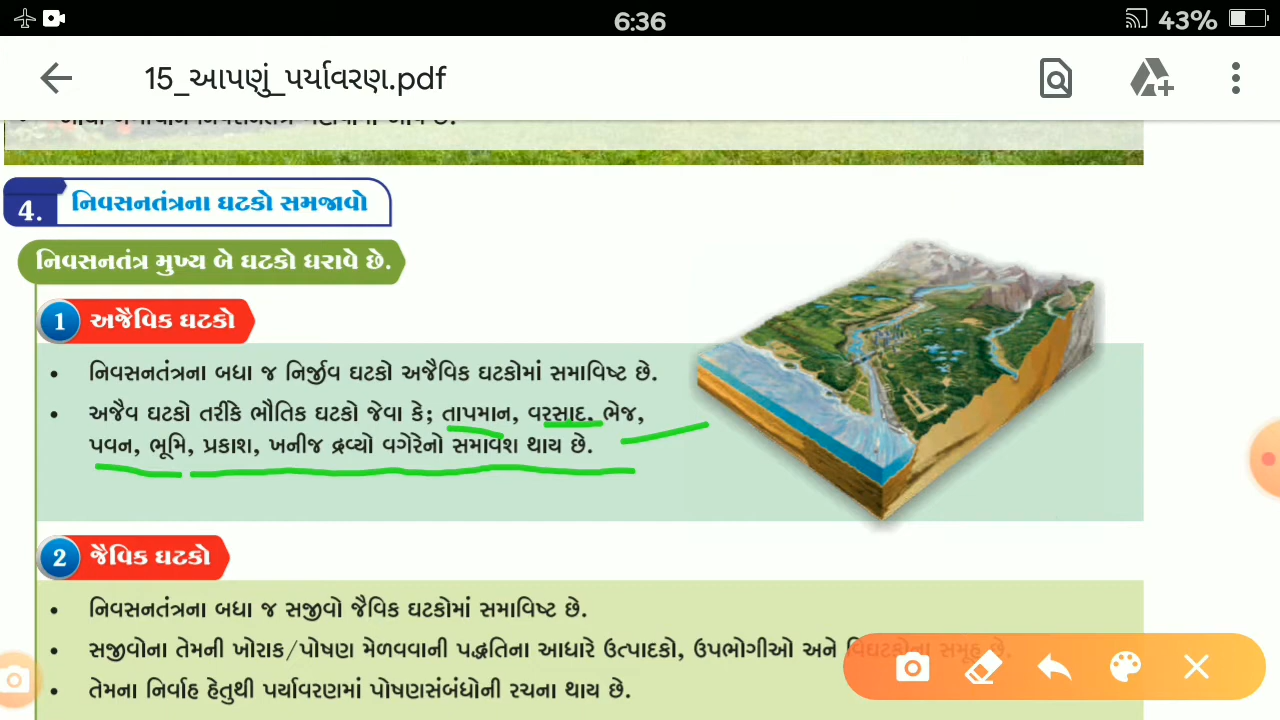 6:36
43%
15_આપણું_પર્યાવરણ.pdf
4. નિવસનતંત્રના ઘટકો સમજાવો
નિવસનતંત્ર મુખ્ય બે ઘટકો ધરાવે છે.
1 અજૈવિક ઘટકો
• નિવસનતંત્રના બધા જ નિર્જીવ ઘટકો અજૈવિક ઘટકોમાં સમાવિષ્ટ છે.
• અજૈવ ઘટકો તરીકે ભૌતિક ઘટકો જેવા કે; તાપમાન, વરસાદ, ભેજ,
પવન, ભૂમિ, પ્રકાશ, ખનીજ દ્રવ્યો વગેરેનો સમાવેશ થાય છે.
2 જૈવિક ઘટકો
• નિવસનતંત્રના બધા જ સજીવો જૈવિક ઘટકોમાં સમાવિષ્ટ છે.
• સજીવોના તેમની ખોરાક/પોષણ મેળવવાની પદ્ધતિના આધારે ઉત્પાદકો, ઉપભોગીઓ અને વિઘટકોના સમૂહ છે.
• તેમના નિર્વાહ હેતુથી પર્યાવરણમાં પોષણસંબંધોની રચના થાય છે.